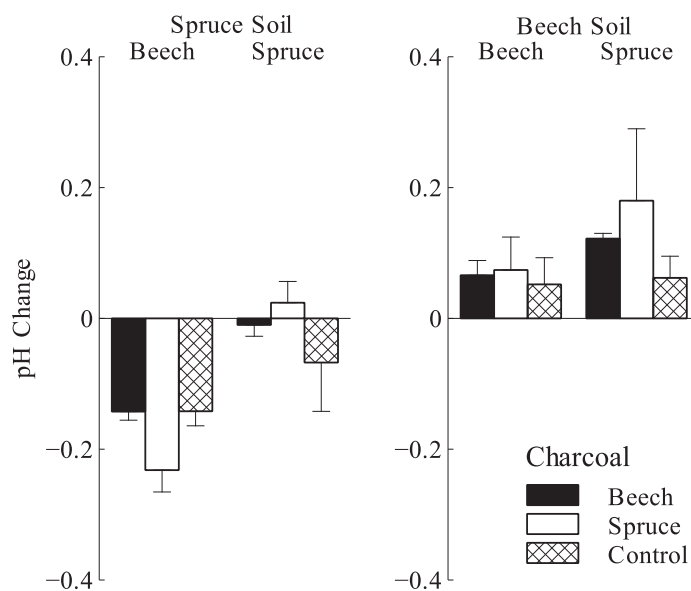 Spruce Soil
Beech Spruce
Beech Soil
Beech Spruce
0.4
0.2
0
−0.2
−0.4
pH Change
0.4
0.2
0
−0.2
−0.4
Charcoal
Beech
Spruce
Control